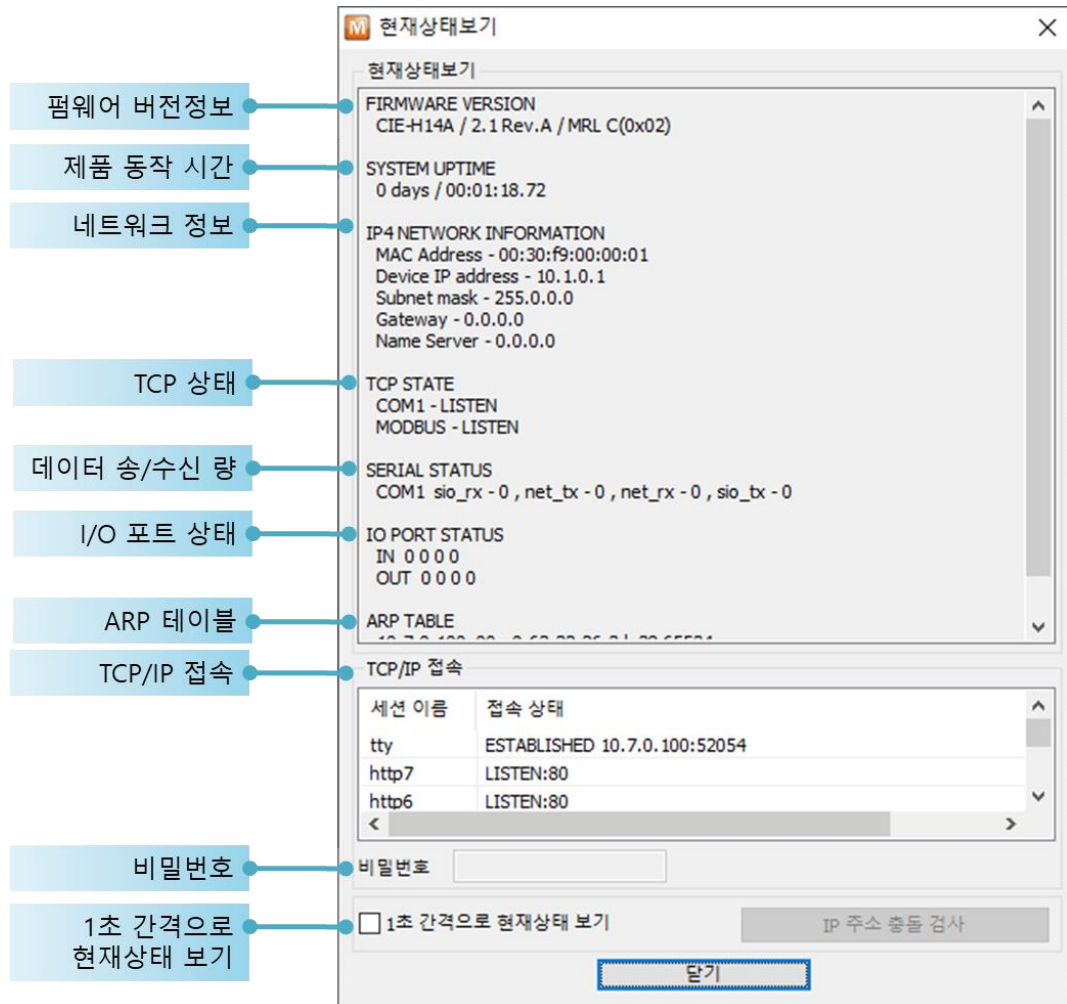 현재상태보기
현재상태보기
펌웨어 버전정보
FIRMWARE VERSION
CIE-H14A / 2.1 Rev.A / MRL C(0x02)
제품 동작 시간
SYSTEM UPTIME
0 days / 00:01:18.72
네트워크 정보
IP4 NETWORK INFORMATION
MAC Address - 00:30:f9:00:00:01
Device IP address - 10.1.0.1
Subnet mask - 255.0.0.0
Gateway - 0.0.0.0
Name Server - 0.0.0.0
TCP 상태
TCP STATE
COM1 - LISTEN
MODBUS - LISTEN
데이터 송/수신 량
SERIAL STATUS
COM1 sio_rx - 0 , net_tx - 0 , net_rx - 0 , sio_tx - 0
I/O 포트 상태
IO PORT STATUS
IN 0 0 0 0
OUT 0 0 0 0
ARP 테이블
ARP TABLE
TCP/IP 접속
TCP/IP 접속
세션 이름 접속 상태
tty ESTABLISHED 10.7.0.100:52054
http7 LISTEN:80
http6 LISTEN:80
비밀번호
비밀번호
1초 간격으로
현재상태 보기
1초 간격으로 현재상태 보기
IP 주소 충돌 검사
닫기